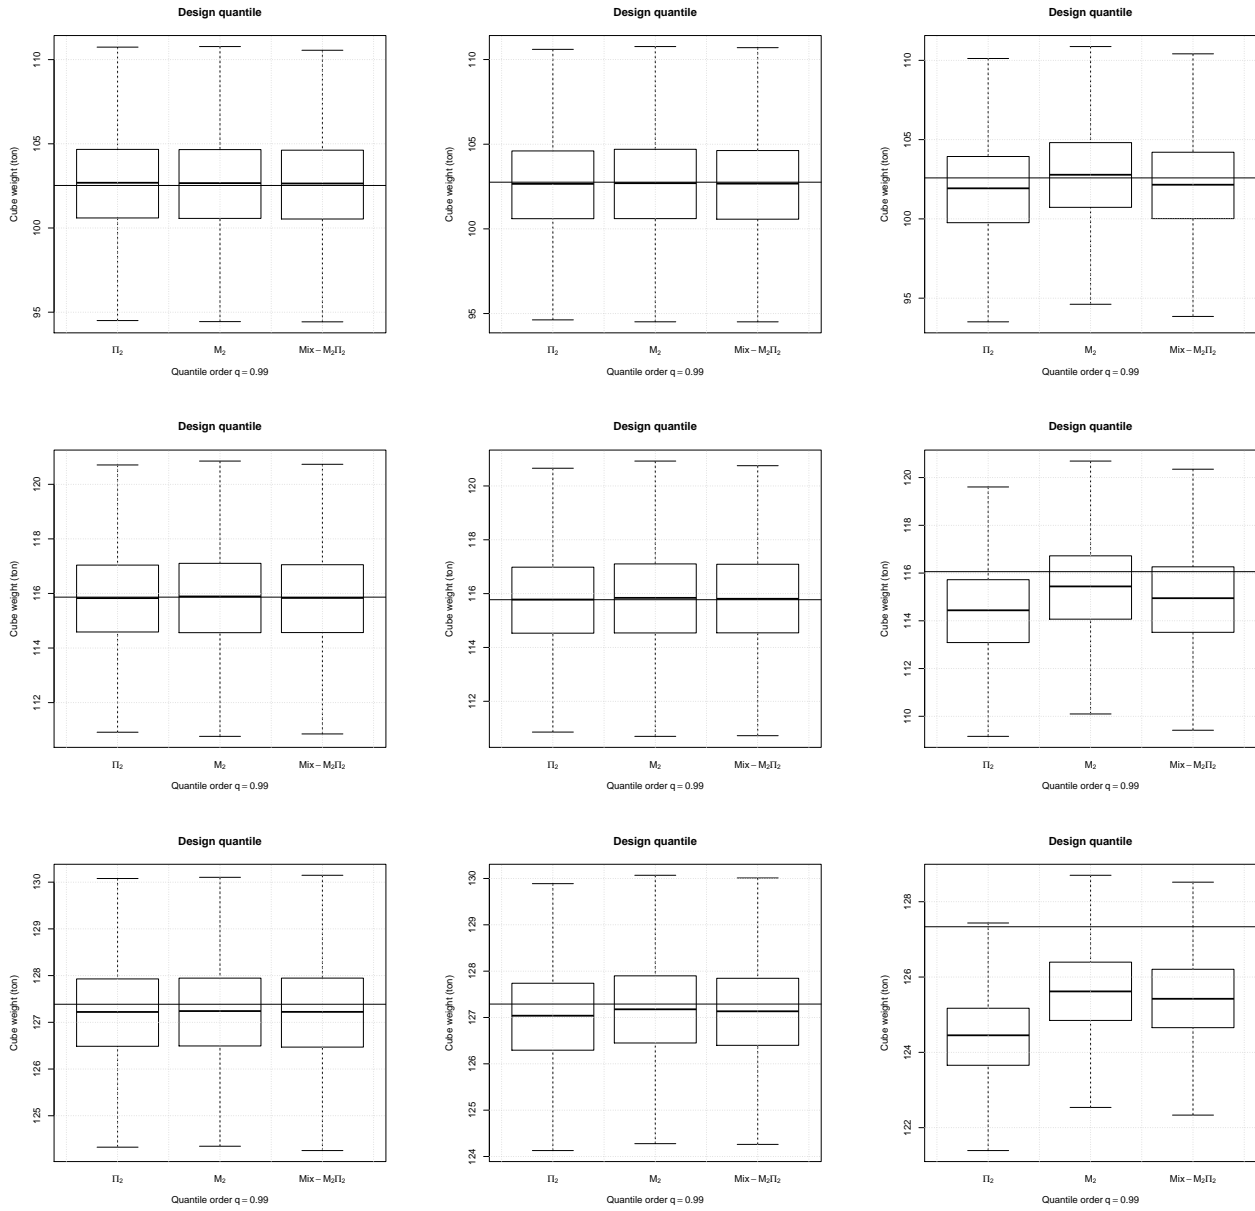 Design quantile
Cube weight (ton)
110
105
100
95
Π₂
M₂
Mix – M₂Π₂
Quantile order q = 0.99
Design quantile
Cube weight (ton)
110
105
100
95
Π₂
M₂
Mix – M₂Π₂
Quantile order q = 0.99
Design quantile
Cube weight (ton)
110
105
100
95
Π₂
M₂
Mix – M₂Π₂
Quantile order q = 0.99
Design quantile
Cube weight (ton)
120
118
116
114
112
Π₂
M₂
Mix – M₂Π₂
Quantile order q = 0.99
Design quantile
Cube weight (ton)
120
118
116
114
112
Π₂
M₂
Mix – M₂Π₂
Quantile order q = 0.99
Design quantile
Cube weight (ton)
120
118
116
114
112
110
Π₂
M₂
Mix – M₂Π₂
Quantile order q = 0.99
Design quantile
Cube weight (ton)
130
129
128
127
126
125
Π₂
M₂
Mix – M₂Π₂
Quantile order q = 0.99
Design quantile
Cube weight (ton)
130
129
128
127
126
125
124
Π₂
M₂
Mix – M₂Π₂
Quantile order q = 0.99
Design quantile
Cube weight (ton)
128
126
124
122
Π₂
M₂
Mix – M₂Π₂
Quantile order q = 0.99